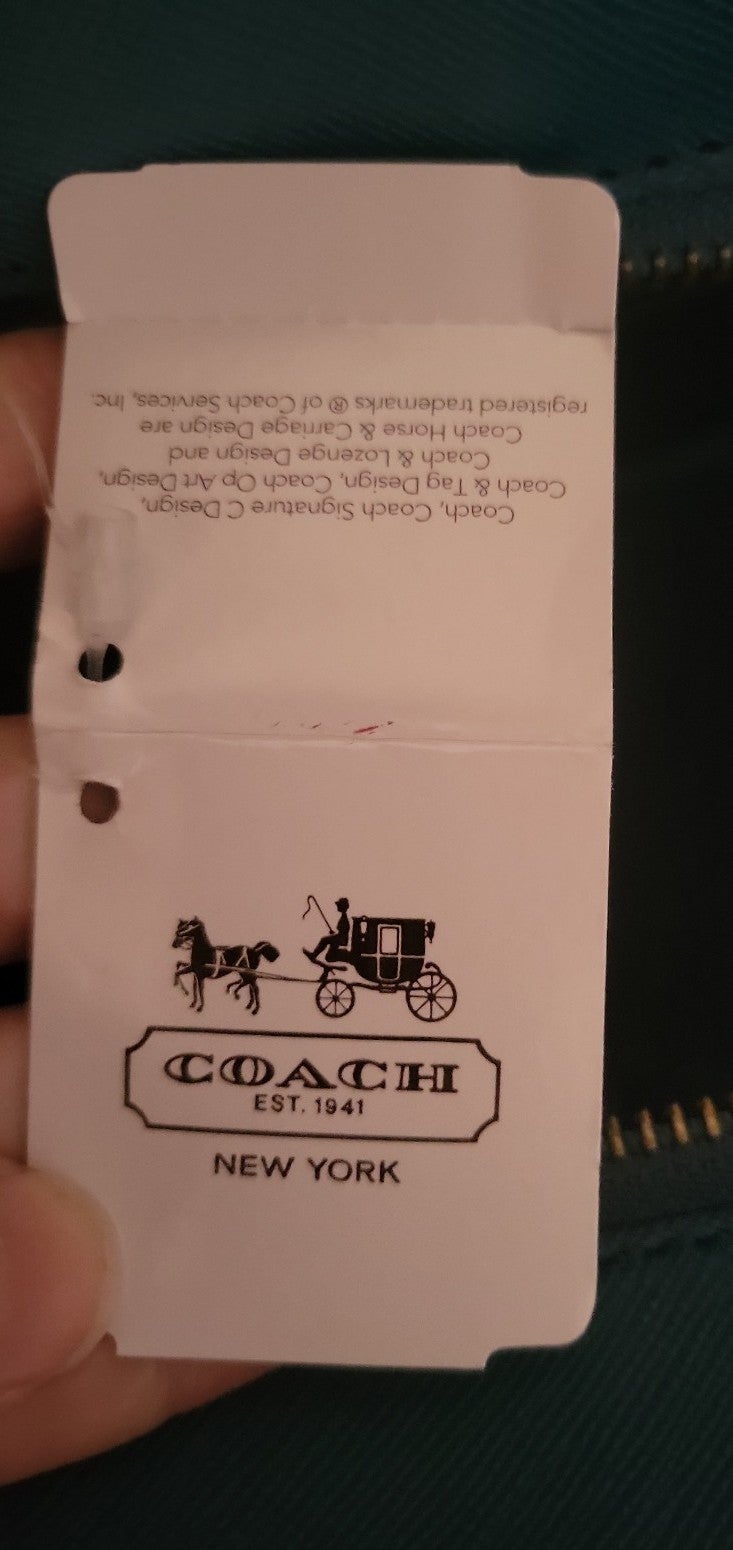 Coach, Coach Signature C Design,
Coach & Tag Design, Coach Op Art Design,
Coach & Lozenge Design and
Coach Horse & Carriage Design are
registered trademarks ® of Coach Services, Inc.
COACH
EST. 1941
NEW YORK